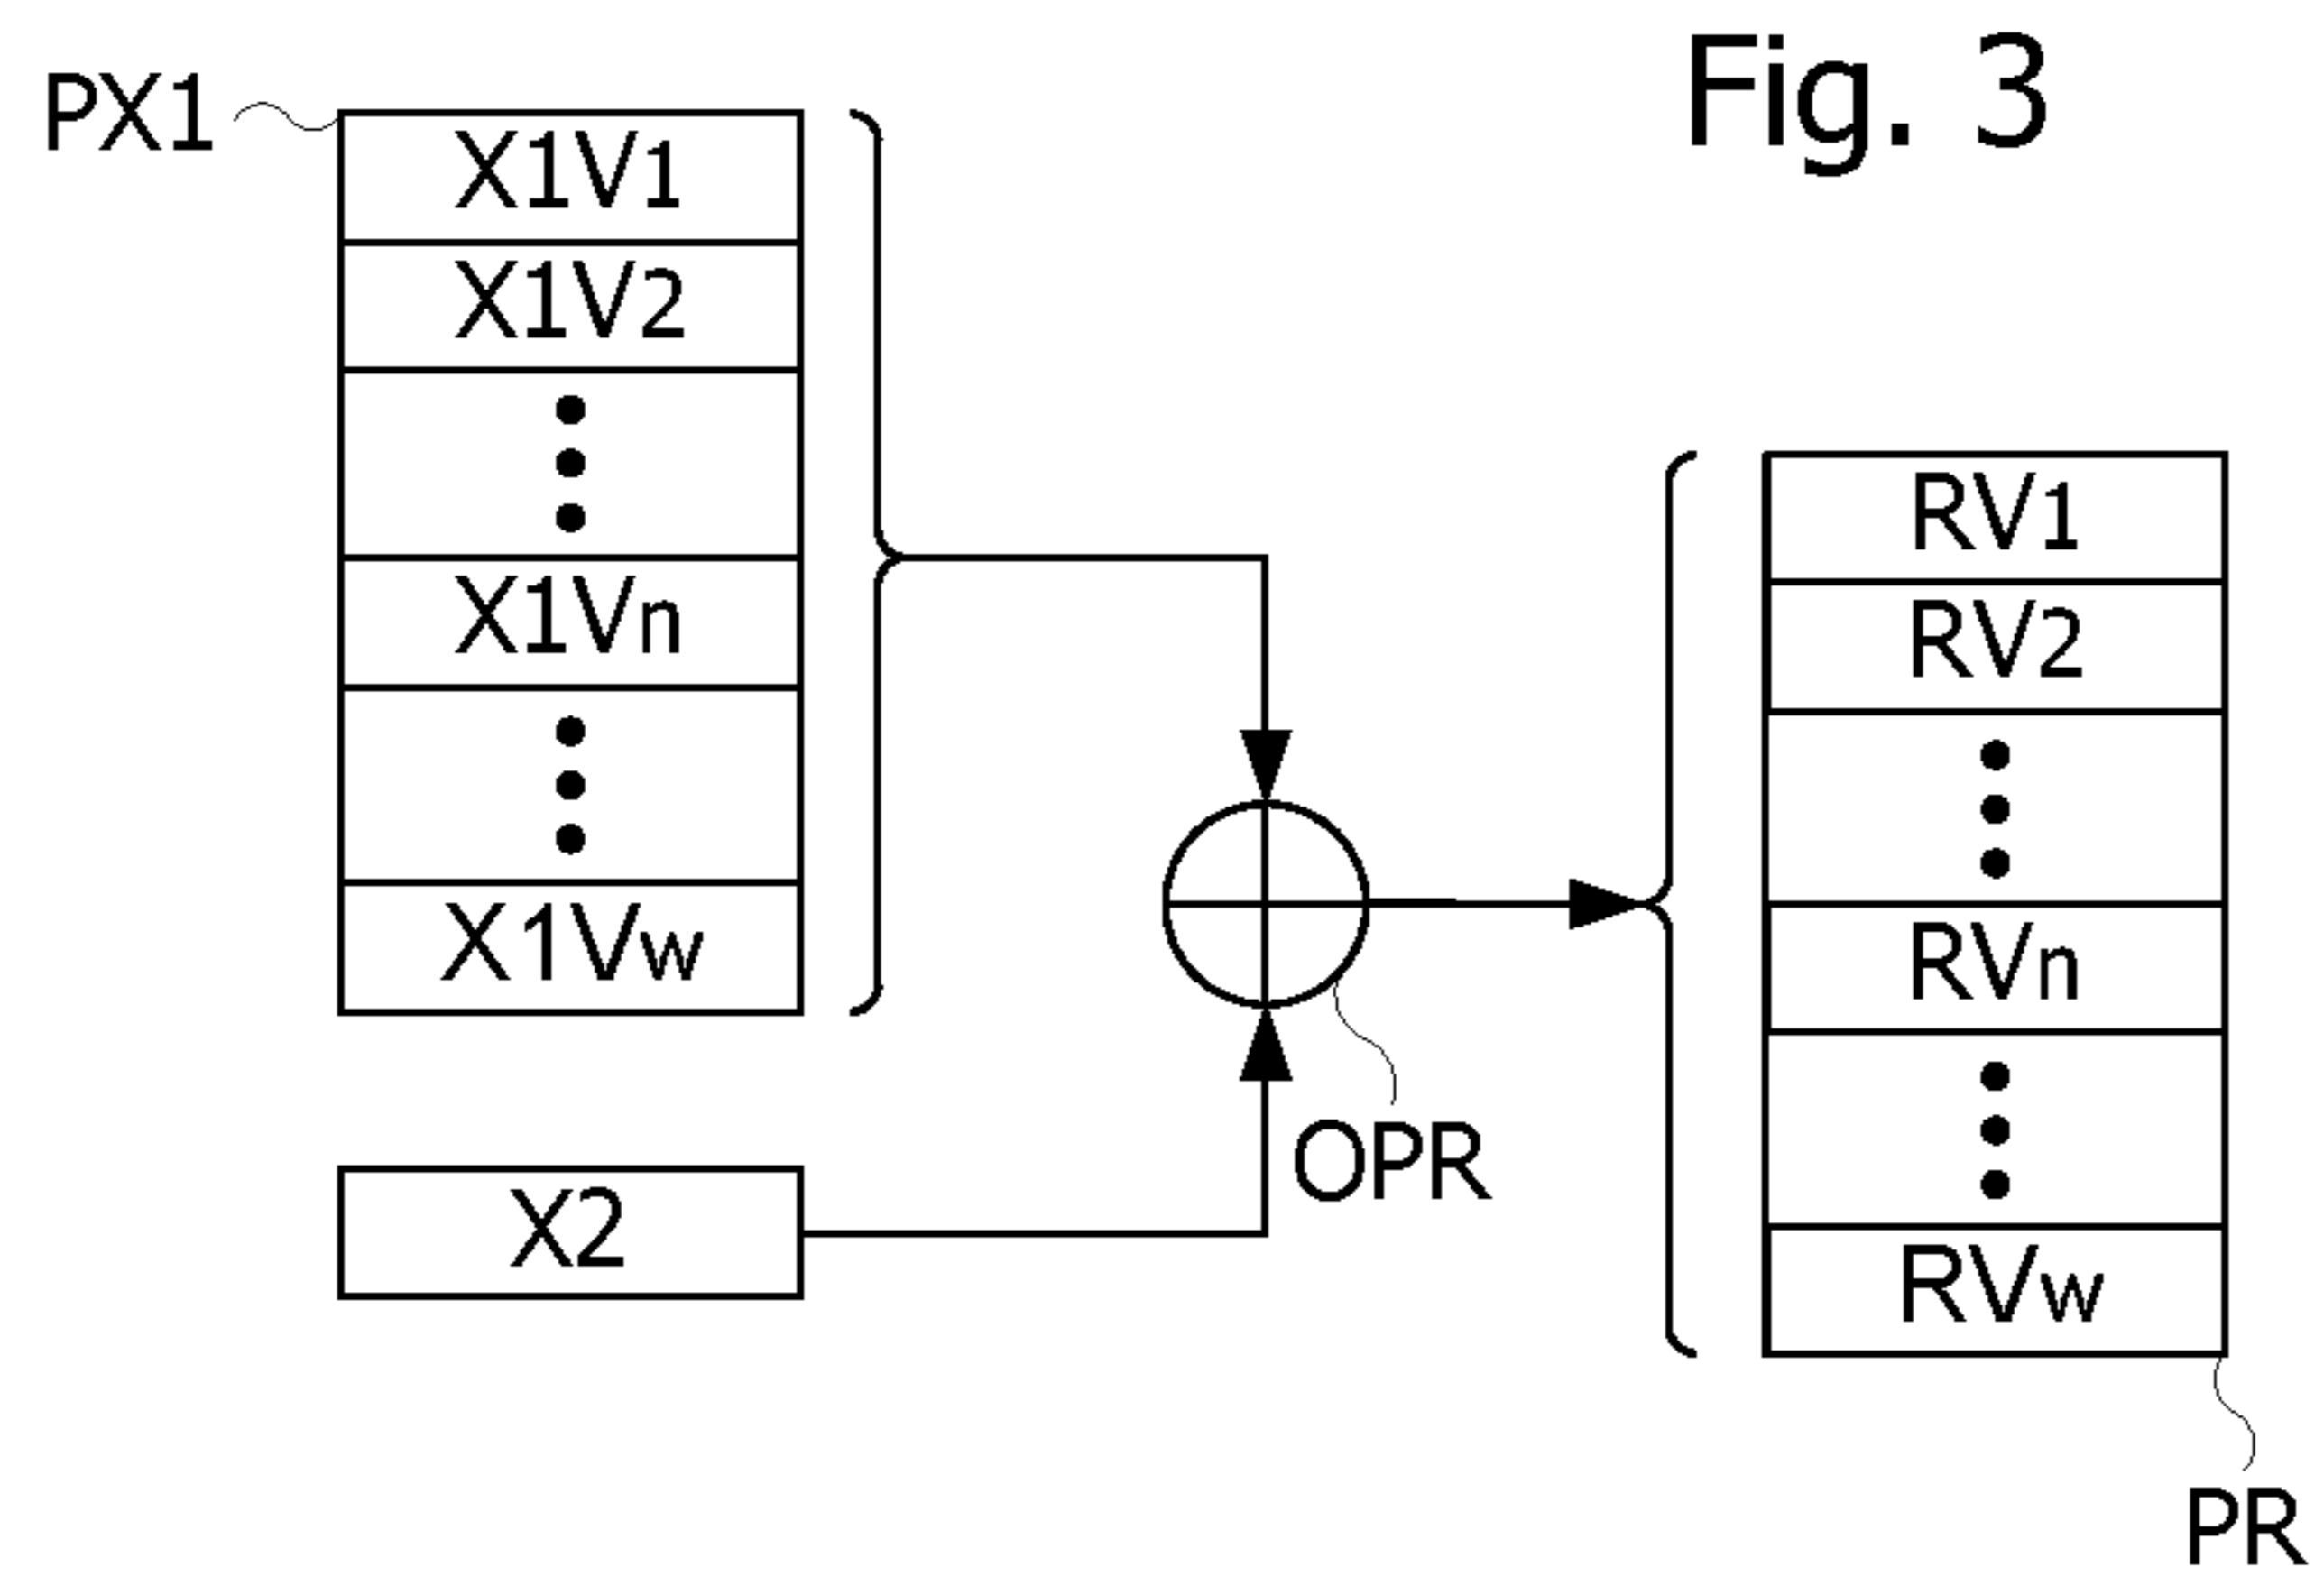 Fig. 3
PX1
X1V1
X1V2
X1Vn
X1Vw
X2
OPR
RV1
RV2
RVn
RVw
PR